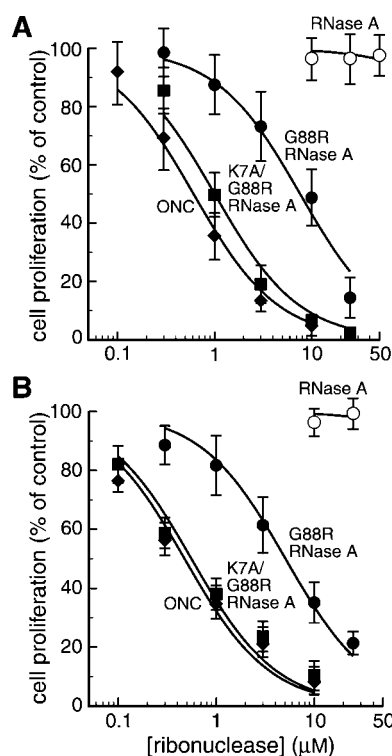 A
RNase A
100
80
60
40
20
0
cell proliferation (% of control)
G88R
RNase A
K7A/
G88R
RNase A
ONC
0.1
1
10
50
B
RNase A
100
80
60
40
20
0
cell proliferation (% of control)
G88R
RNase A
K7A/
G88R
RNase A
ONC
0.1
1
10
50
[ribonuclease] (μM)